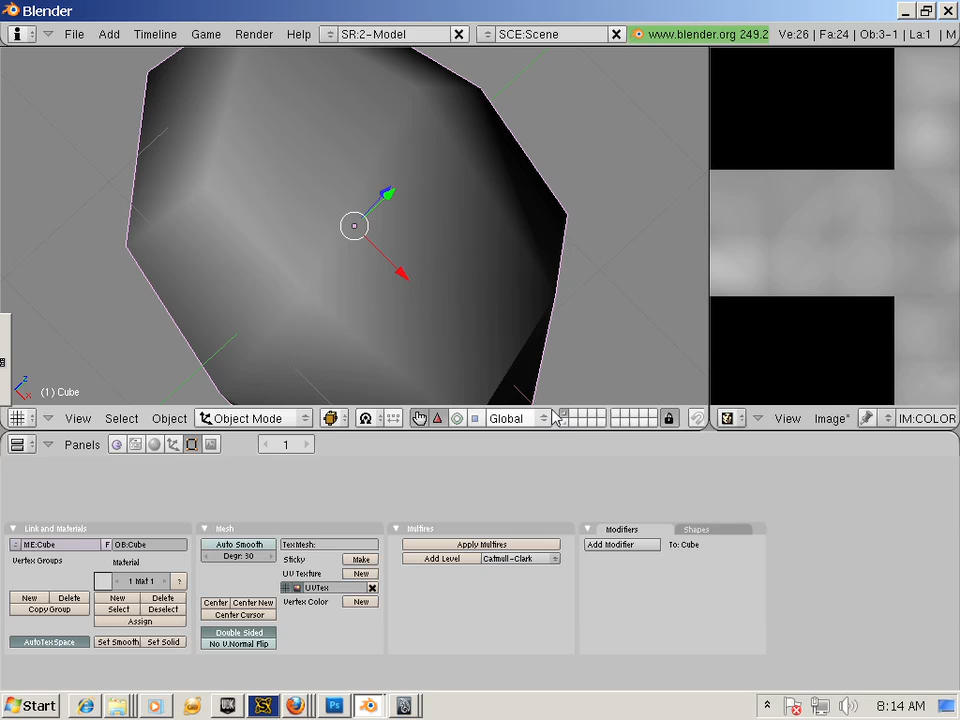 Blender
File Add Timeline Game Render Help SR:2-Model SCE:Scene www.blender.org 249.2 Ve:26 | Fa:24 | Ob:3-1 | La:1 | M
z
x
(1) Cube
View Select Object Object Mode Global View Image* IM:COLOR
Panels 1
Link and Materials Mesh Multires Modifiers Shapes
ME:Cube F OB:Cube Auto Smooth TexMesh: Apply Multires Add Modifier To: Cube
Degr: 30
Vertex Groups Material Sticky Make Add Level Catmull-Clark
UV Texture New
1 Mat 1 ? UVTex
New Delete New Delete Center Center New Vertex Color New
Copy Group Select Deselect Center Cursor
Assign
Double Sided
AutoTexSpace Set Smooth Set Solid No V.Normal Flip
Start UDK Ps 8:14 AM